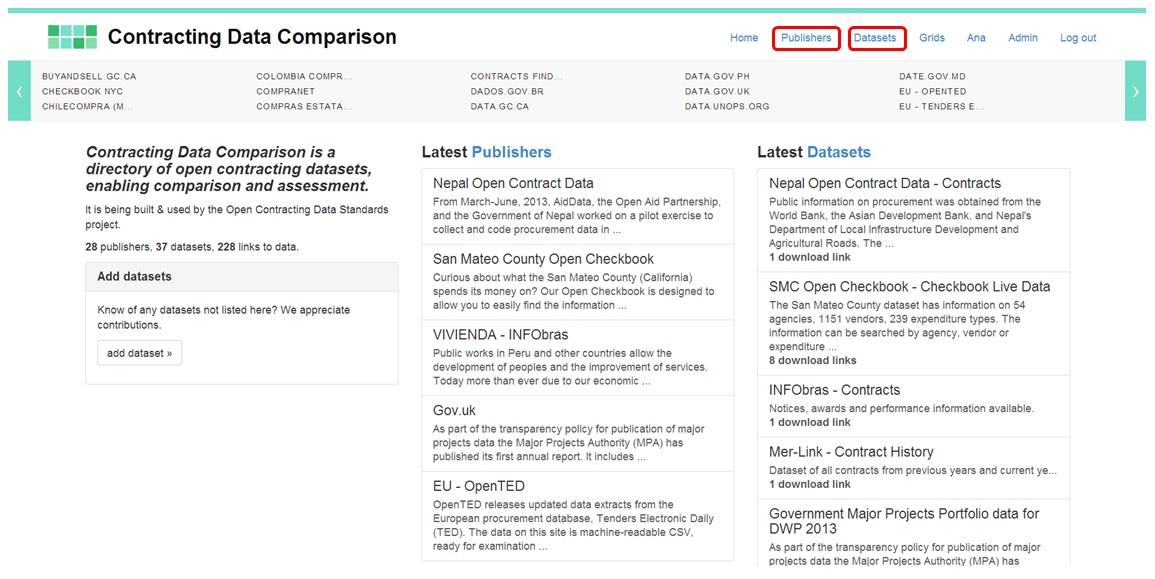 Contracting Data Comparison
Home Publishers Datasets Grids Ana Admin Log out
BUYANDSELL.GC.CA COLOMBIA COMPR... CONTRACTS FIND... DATA.GOV.PH DATE.GOV.MD
CHECKBOOK NYC COMPRANET DADOS.GOV.BR DATA.GOV.UK EU - OPENTED
CHILECOMPRA (M... COMPRAS ESTATA... DATA.GC.CA DATA.UNOPS.ORG EU - TENDERS E...
Contracting Data Comparison is a
directory of open contracting datasets,
enabling comparison and assessment.
It is being built & used by the Open Contracting Data Standards
project.
28 publishers, 37 datasets, 228 links to data.
Add datasets
Know of any datasets not listed here? We appreciate
contributions.
add dataset »
Latest Publishers
Nepal Open Contract Data
From March-June, 2013, AidData, the Open Aid Partnership,
and the Government of Nepal worked on a pilot exercise to
collect and code procurement data in ...
San Mateo County Open Checkbook
Curious about what the San Mateo County (California)
spends its money on? Our Open Checkbook is designed to
allow you to easily find the information ...
VIVIENDA - INFObras
Public works in Peru and other countries allow the
development of peoples and the improvement of services.
Today more than ever due to our economic ...
Gov.uk
As part of the transparency policy for publication of major
projects data the Major Projects Authority (MPA) has
published its first annual report. It includes ...
EU - OpenTED
OpenTED releases updated data extracts from the
European procurement database, Tenders Electronic Daily
(TED). The data on this site is machine-readable CSV,
ready for examination ...
Latest Datasets
Nepal Open Contract Data - Contracts
Public information on procurement was obtained from the
World Bank, the Asian Development Bank, and Nepal's
Department of Local Infrastructure Development and
Agricultural Roads. The ...
1 download link
SMC Open Checkbook - Checkbook Live Data
The San Mateo County dataset has information on 54
agencies, 1151 vendors, 239 expenditure types. The
information can be searched by agency, vendor or
expenditure ...
8 download links
INFObras - Contracts
Notices, awards and performance information available.
1 download link
Mer-Link - Contract History
Dataset of all contracts from previous years and current ye...
1 download link
Government Major Projects Portfolio data for
DWP 2013
As part of the transparency policy for publication of major
projects data the Major Projects Authority (MPA) has